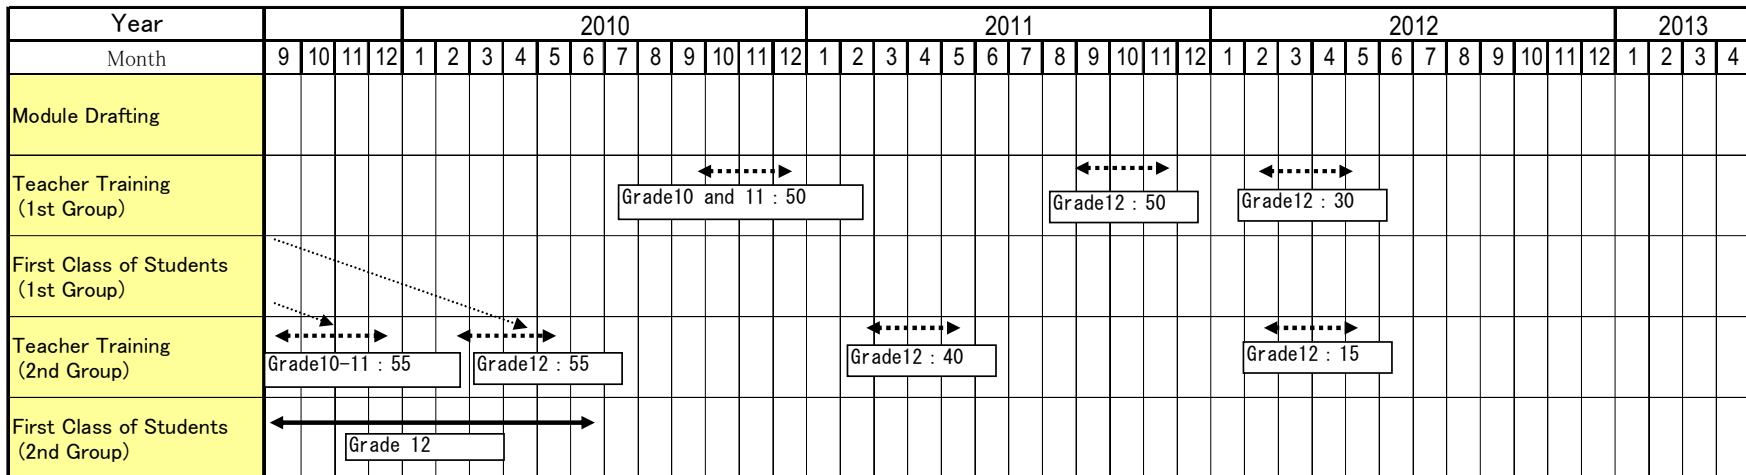 Year 2010 2011 2012 2013
Month 9 10 11 12 1 2 3 4 5 6 7 8 9 10 11 12 1 2 3 4 5 6 7 8 9 10 11 12 1 2 3 4 5 6 7 8 9 10 11 12 1 2 3 4
Module Drafting
Teacher Training
(1st Group)
Grade10 and 11 : 50
Grade12 : 50
Grade12 : 30
First Class of Students
(1st Group)
Teacher Training
(2nd Group)
Grade10-11 : 55
Grade12 : 55
Grade12 : 40
Grade12 : 15
First Class of Students
(2nd Group)
Grade 12